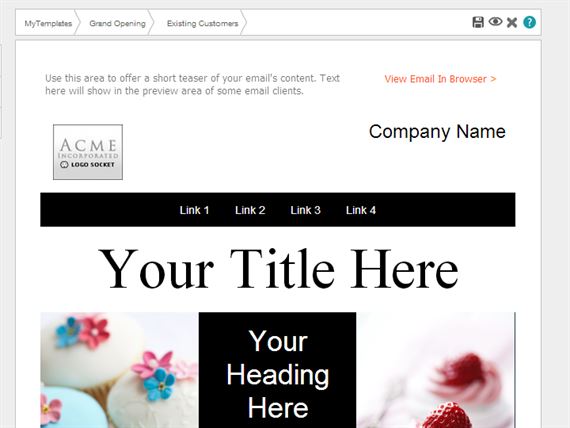 MyTemplates Grand Opening Existing Customers ?
Use this area to offer a short teaser of your email's content. Text
here will show in the preview area of some email clients.
View Email In Browser >
ACME
INCORPORATED
LOGO SOCKET
Company Name
Link 1 Link 2 Link 3 Link 4
Your Title Here
Your
Heading
Here